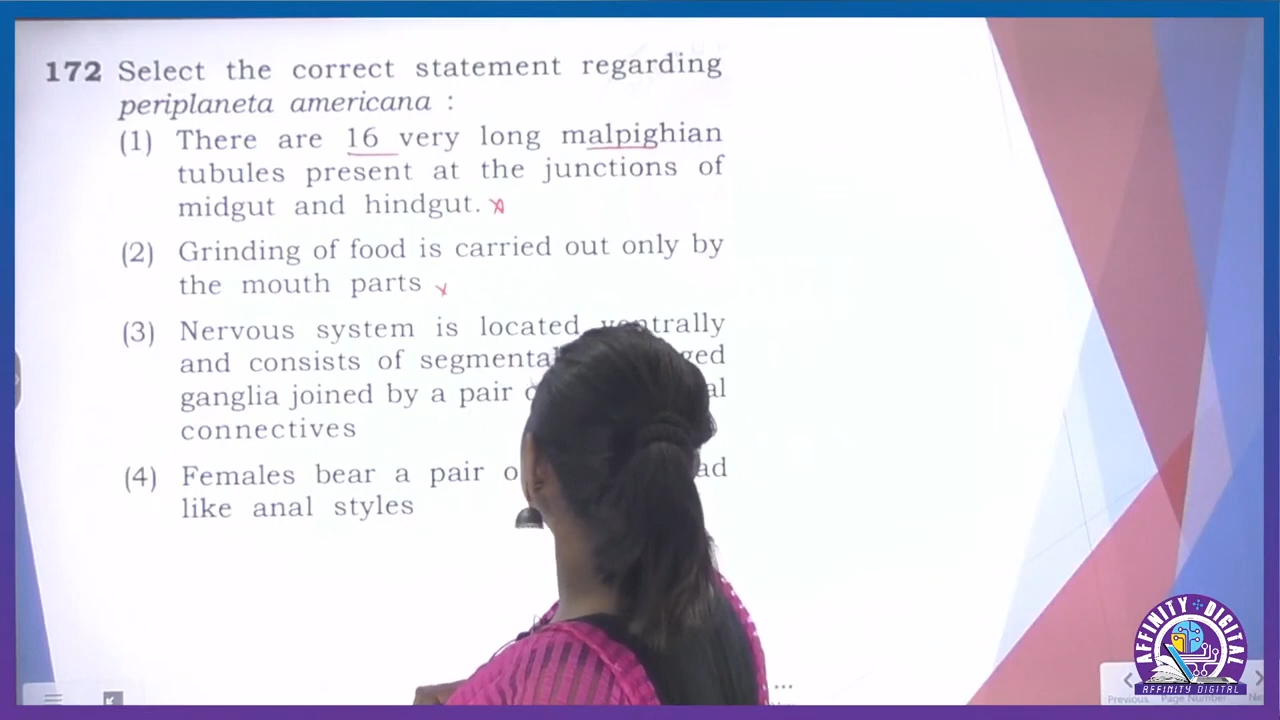 172 Select the correct statement regarding
periplaneta americana :
(1) There are 16 very long malpighian
tubules present at the junctions of
midgut and hindgut.
(2) Grinding of food is carried out only by
the mouth parts
(3) Nervous system is located
and consists of
ganglia joined by a pair
connectives
(4) Females bear a pair
like anal styles
AFFINITY DIGITAL
AFFINITY DIGITAL
Previous Page Number